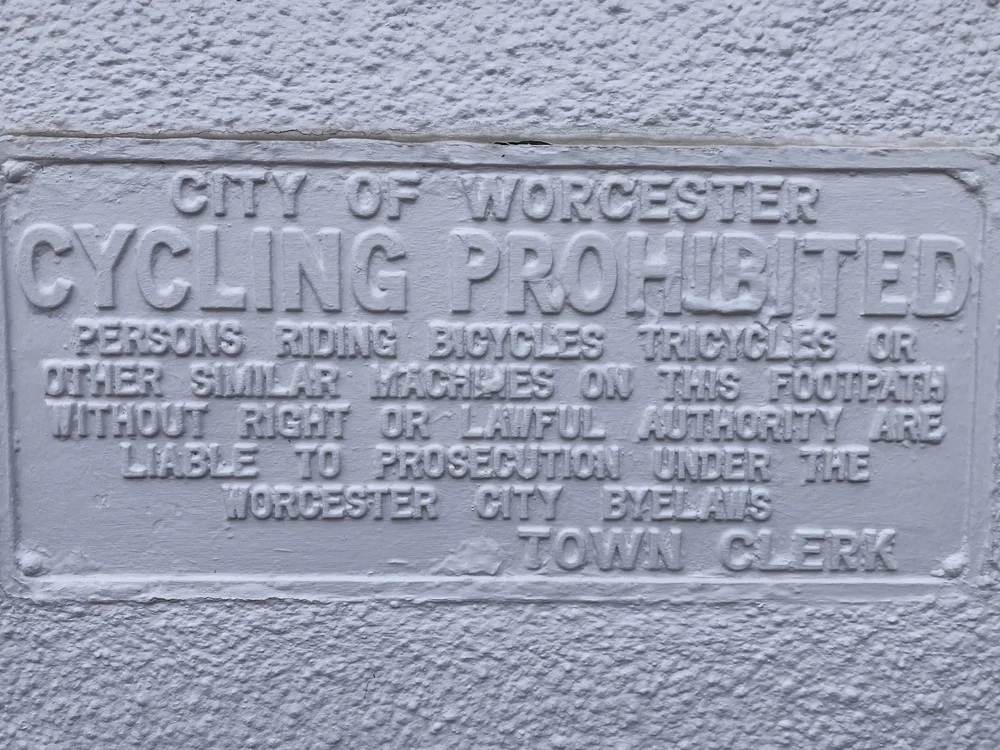 CITY OF WORCESTER
CYCLING PROHIBITED
PERSONS RIDING BICYCLES TRICYCLES OR
OTHER SIMILAR MACHINES ON THIS FOOTPATH
WITHOUT RIGHT OR LAWFUL AUTHORITY ARE
LIABLE TO PROSECUTION UNDER THE
WORCESTER CITY BYELAWS
TOWN CLERK